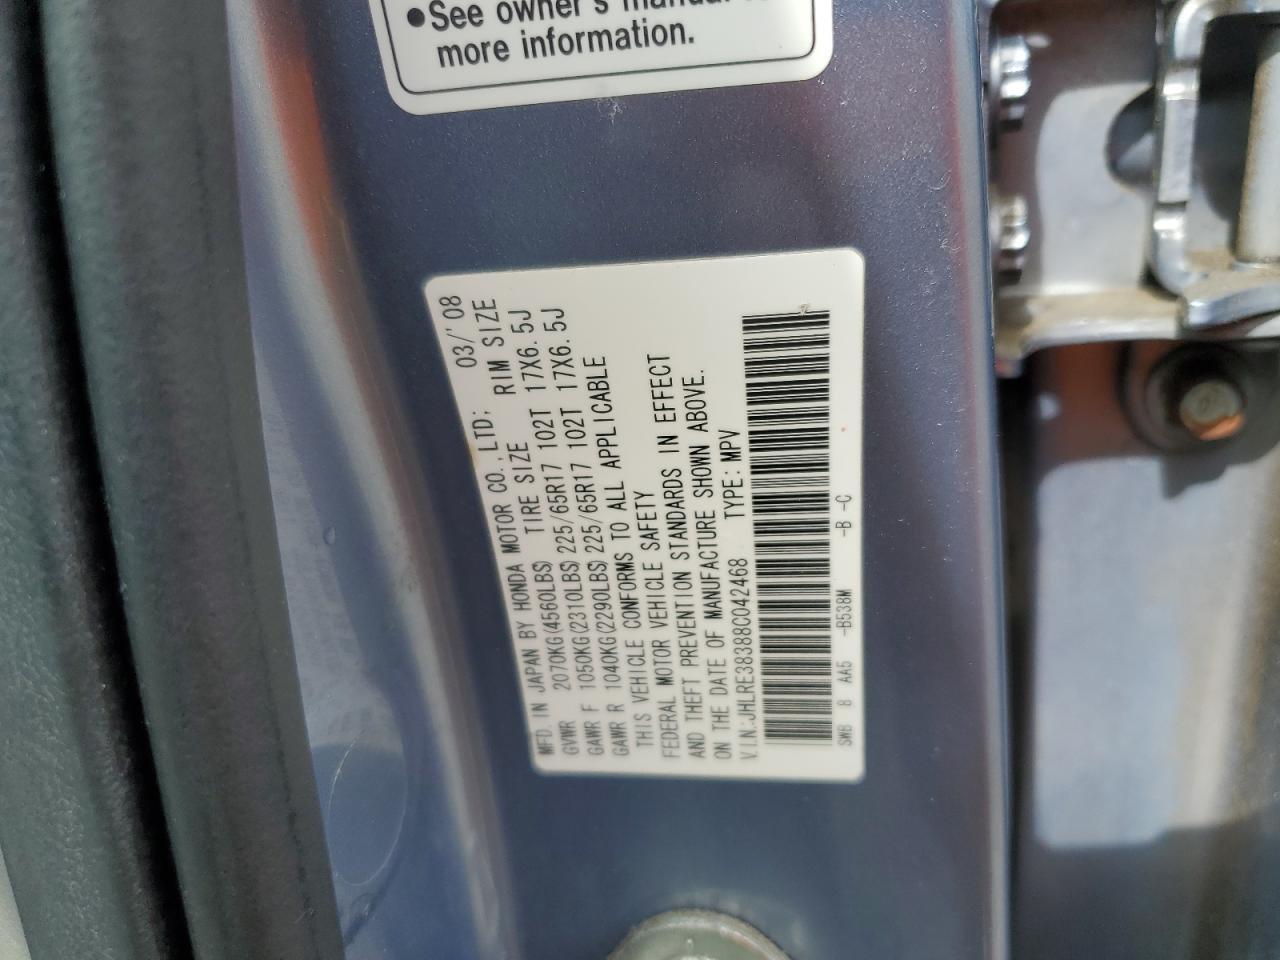 ●See owner's manual
more information.
MFD IN JAPAN BY HONDA MOTOR CO., LTD: 03/'08
TIRE SIZE RIM SIZE
GVWR 2070KG(4560LBS)
GAWR F 1050KG(2310LBS) 225/65R17 102T 17X6.5J
GAWR R 1040KG(2290LBS) 225/65R17 102T 17X6.5J
THIS VEHICLE CONFORMS TO ALL APPLICABLE
FEDERAL MOTOR VEHICLE SAFETY
AND THEFT PREVENTION STANDARDS IN EFFECT
ON THE DATE OF MANUFACTURE SHOWN ABOVE.
V.I.N:JHLRE38388C042468 TYPE: MPV
SWB 8 AA5 -B538M -B -C